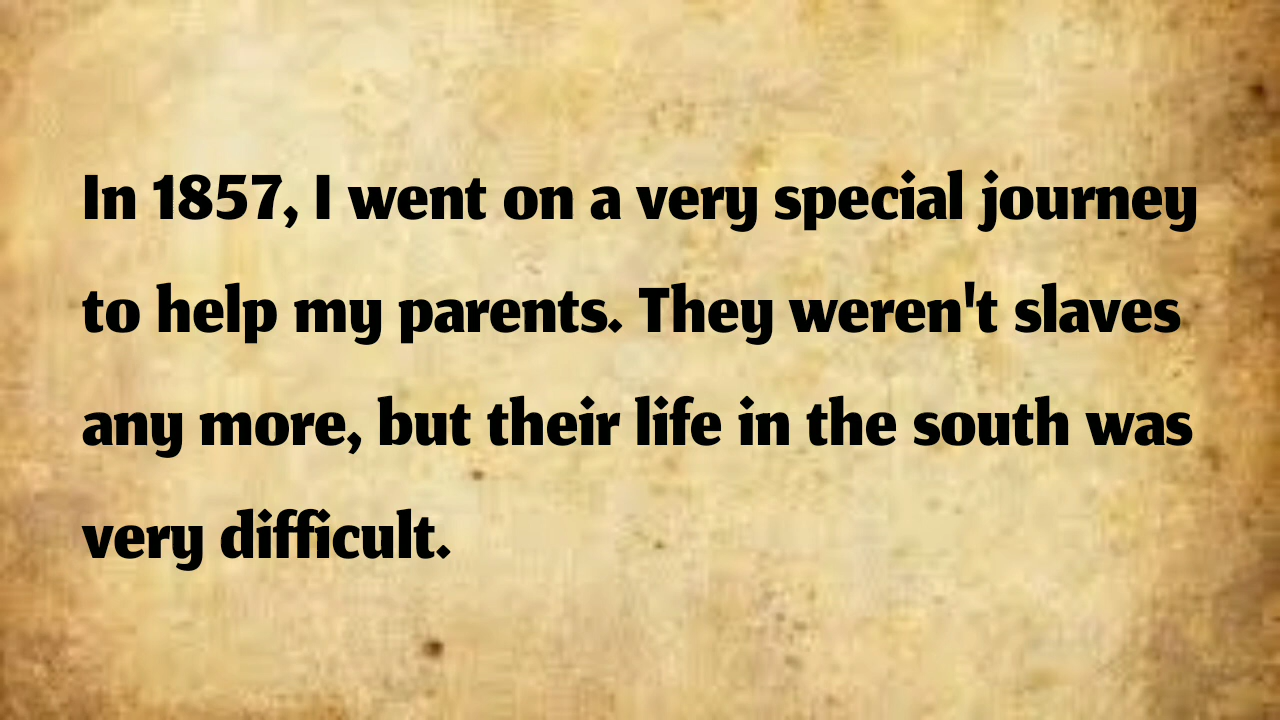 In 1857, I went on a very special journey
to help my parents. They weren't slaves
any more, but their life in the south was
very difficult.